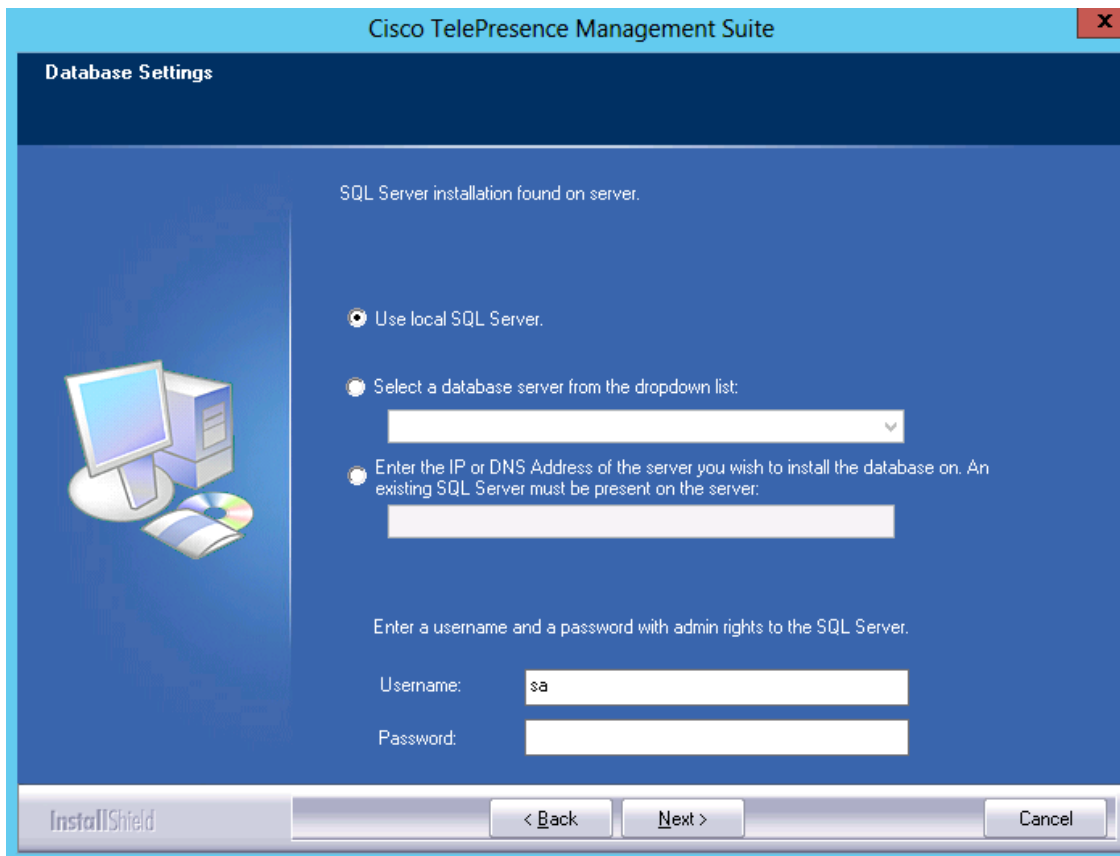 Cisco TelePresence Management Suite
x
Database Settings
SQL Server installation found on server.
Use local SQL Server.
Select a database server from the dropdown list:
Enter the IP or DNS Address of the server you wish to install the database on. An
existing SQL Server must be present on the server:
Enter a username and a password with admin rights to the SQL Server.
Username:
sa
Password:
InstallShield
< Back
Next >
Cancel